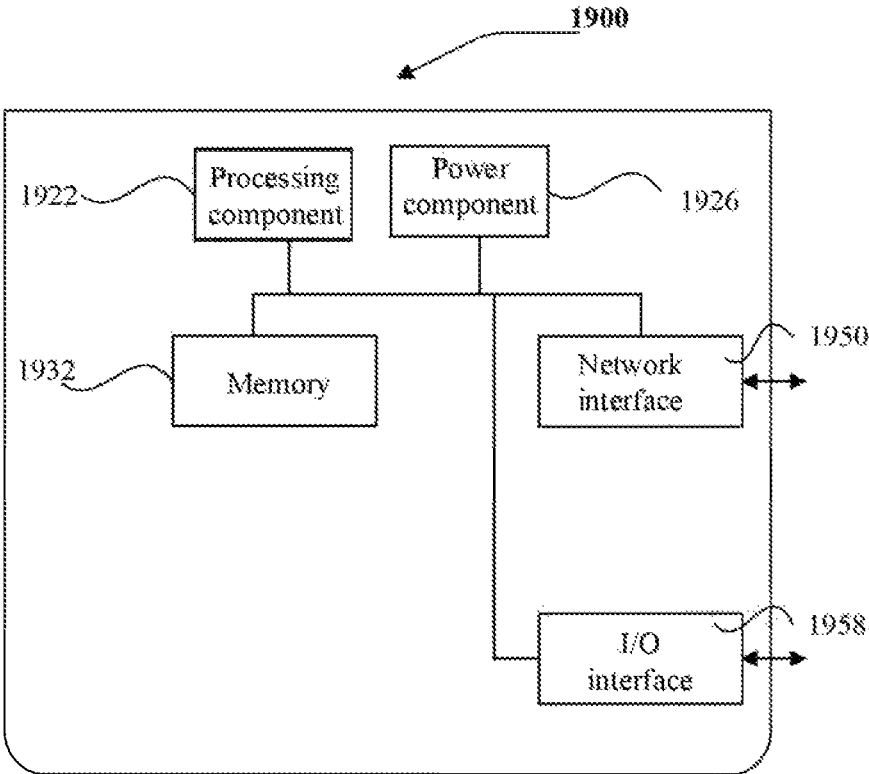 1900
Processing
component
Power
component
1922
1926
Memory
1932
Network
interface
1950
I/O
interface
1958